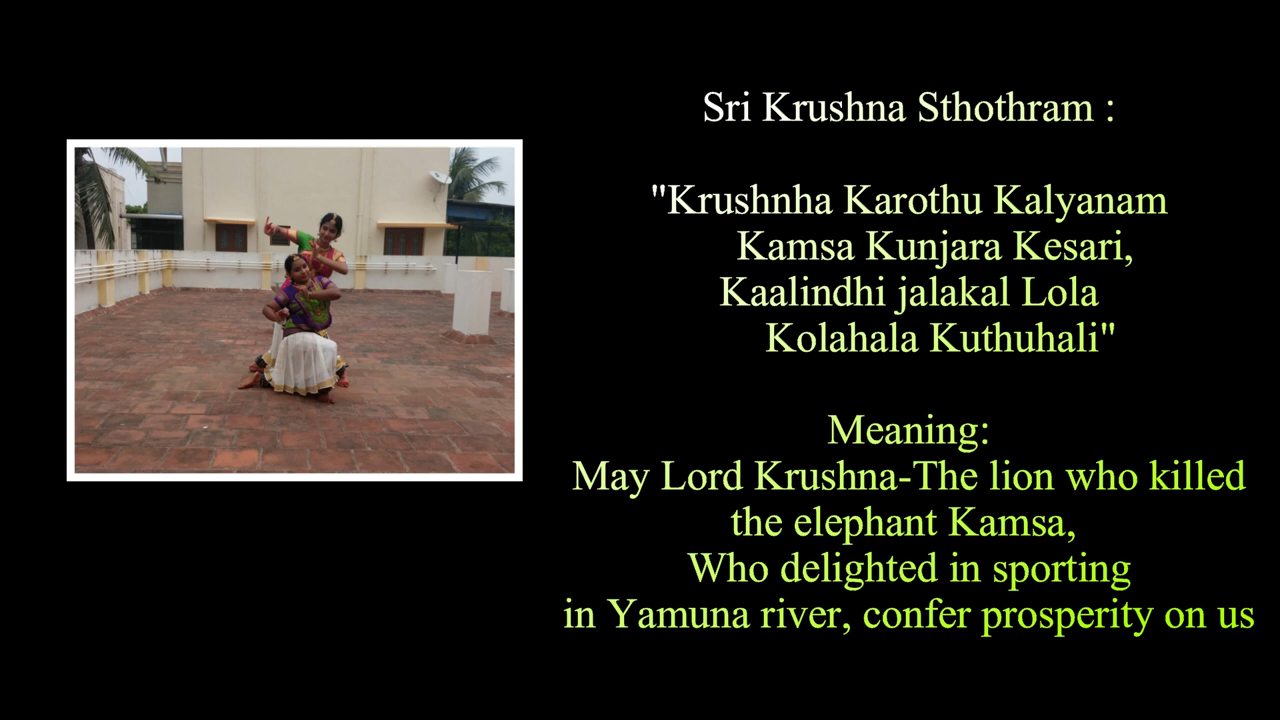 Sri Krushna Sthothram :
"Krushnha Karothu Kalyanam
Kamsa Kunjara Kesari,
Kaalindhi jalakal Lola
Kolahala Kuthuhali"
Meaning:
May Lord Krushna-The lion who killed
the elephant Kamsa,
Who delighted in sporting
in Yamuna river, confer prosperity on us